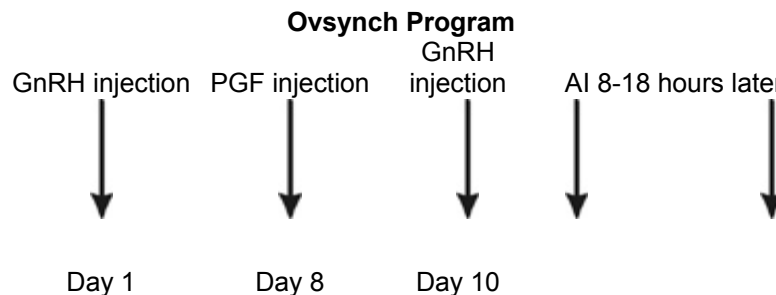 Ovsynch Program
GnRH injection PGF injection GnRH injection AI 8-18 hours later
Day 1 Day 8 Day 10